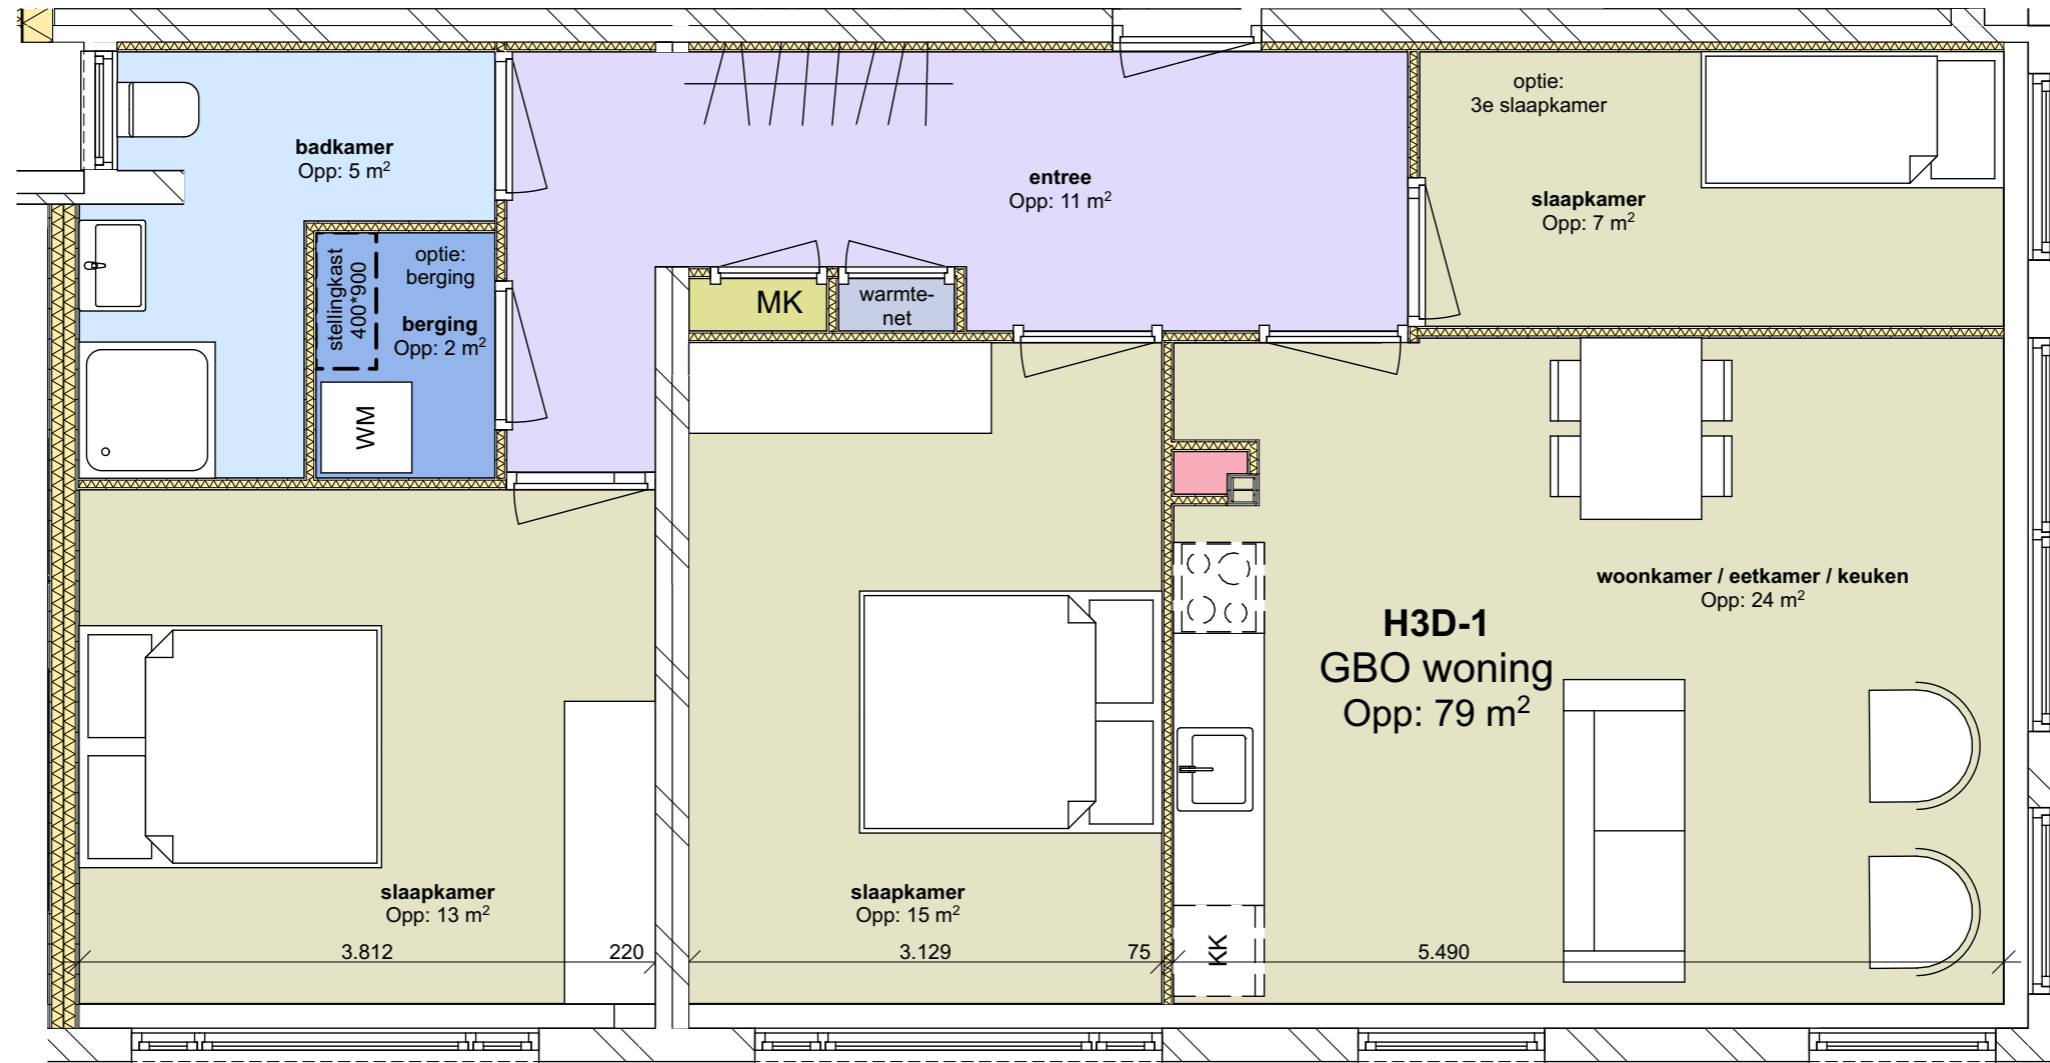 optie:
3e slaapkamer
badkamer
Opp: 5 m²
entree
Opp: 11 m²
slaapkamer
Opp: 7 m²
stellingkast
400*900
optie:
berging
berging
Opp: 2 m²
WM
MK
warmte-
net
woonkamer / eetkamer / keuken
Opp: 24 m²
H3D-1
GBO woning
Opp: 79 m²
slaapkamer
Opp: 13 m²
slaapkamer
Opp: 15 m²
KK
3.812
220
3.129
75
5.490